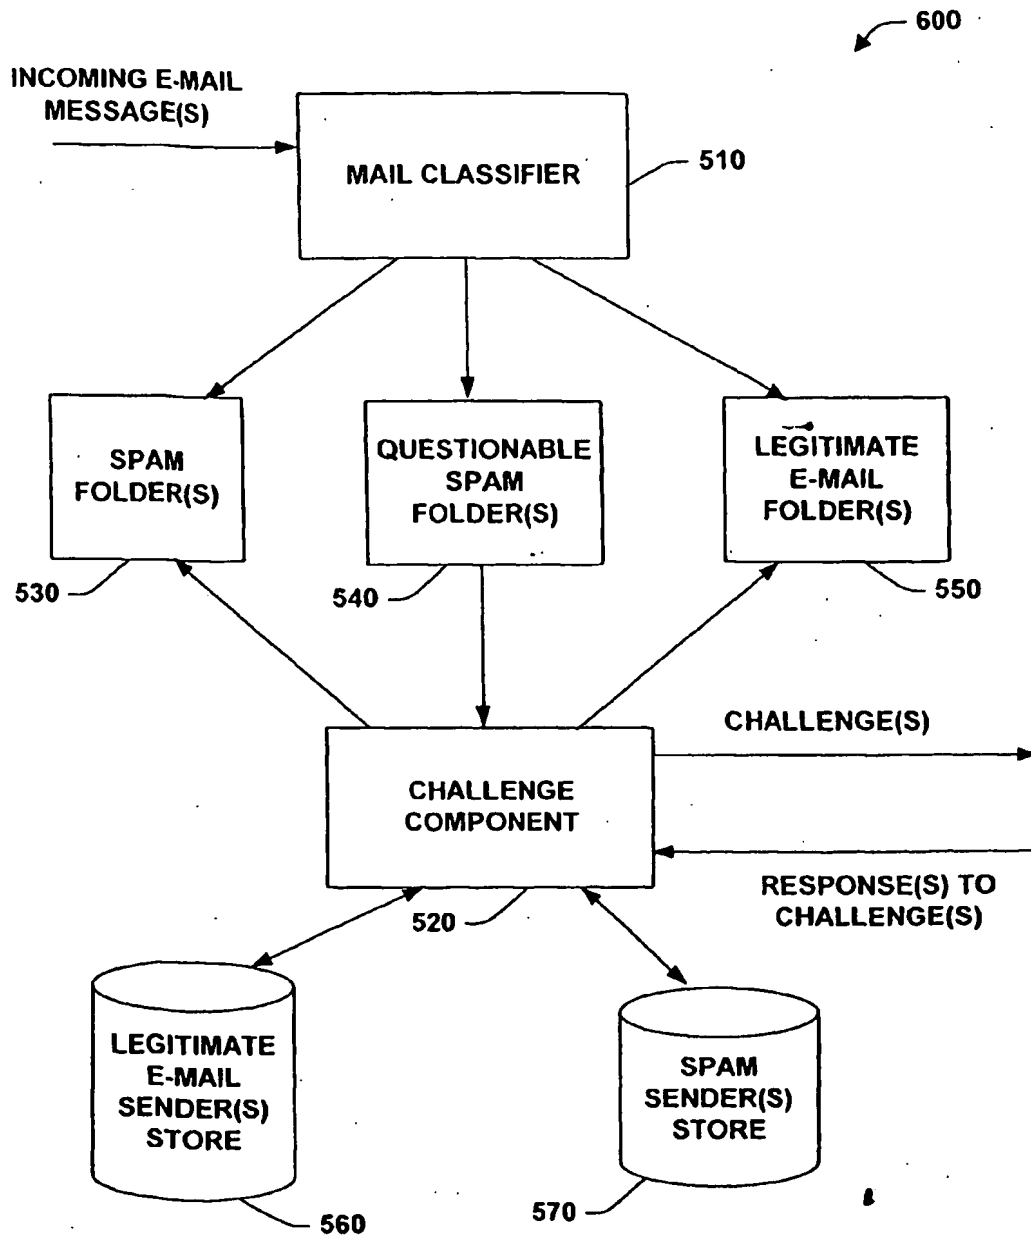 600
INCOMING E-MAIL
MESSAGE(S)
MAIL CLASSIFIER
510
SPAM
FOLDER(S)
QUESTIONABLE
SPAM
FOLDER(S)
LEGITIMATE
E-MAIL
FOLDER(S)
530
540
550
CHALLENGE(S)
CHALLENGE
COMPONENT
RESPONSE(S) TO
CHALLENGE(S)
520
LEGITIMATE
E-MAIL
SENDER(S)
STORE
SPAM
SENDER(S)
STORE
560
570